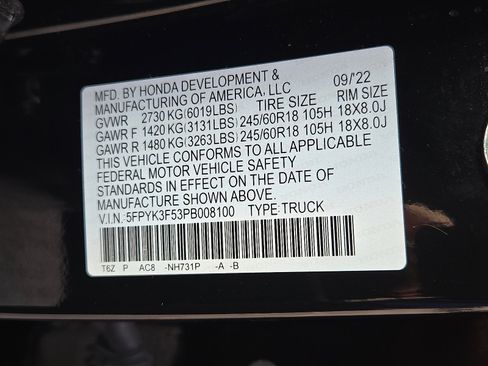 MFD. BY HONDA DEVELOPMENT &
MANUFACTURING OF AMERICA, LLC 09/'22
GVWR 2730 KG(6019LBS) TIRE SIZE RIM SIZE
GAWR F 1420 KG(3131LBS) 245/60R18 105H 18X8.0J
GAWR R 1480 KG(3263LBS) 245/60R18 105H 18X8.0J
THIS VEHICLE CONFORMS TO ALL APPLICABLE
FEDERAL MOTOR VEHICLE SAFETY
STANDARDS IN EFFECT ON THE DATE OF
MANUFACTURE SHOWN ABOVE.
V.I.N.: 5FPYK3F53PB008100 TYPE: TRUCK
T6Z P AC8 -NH731P -A -B